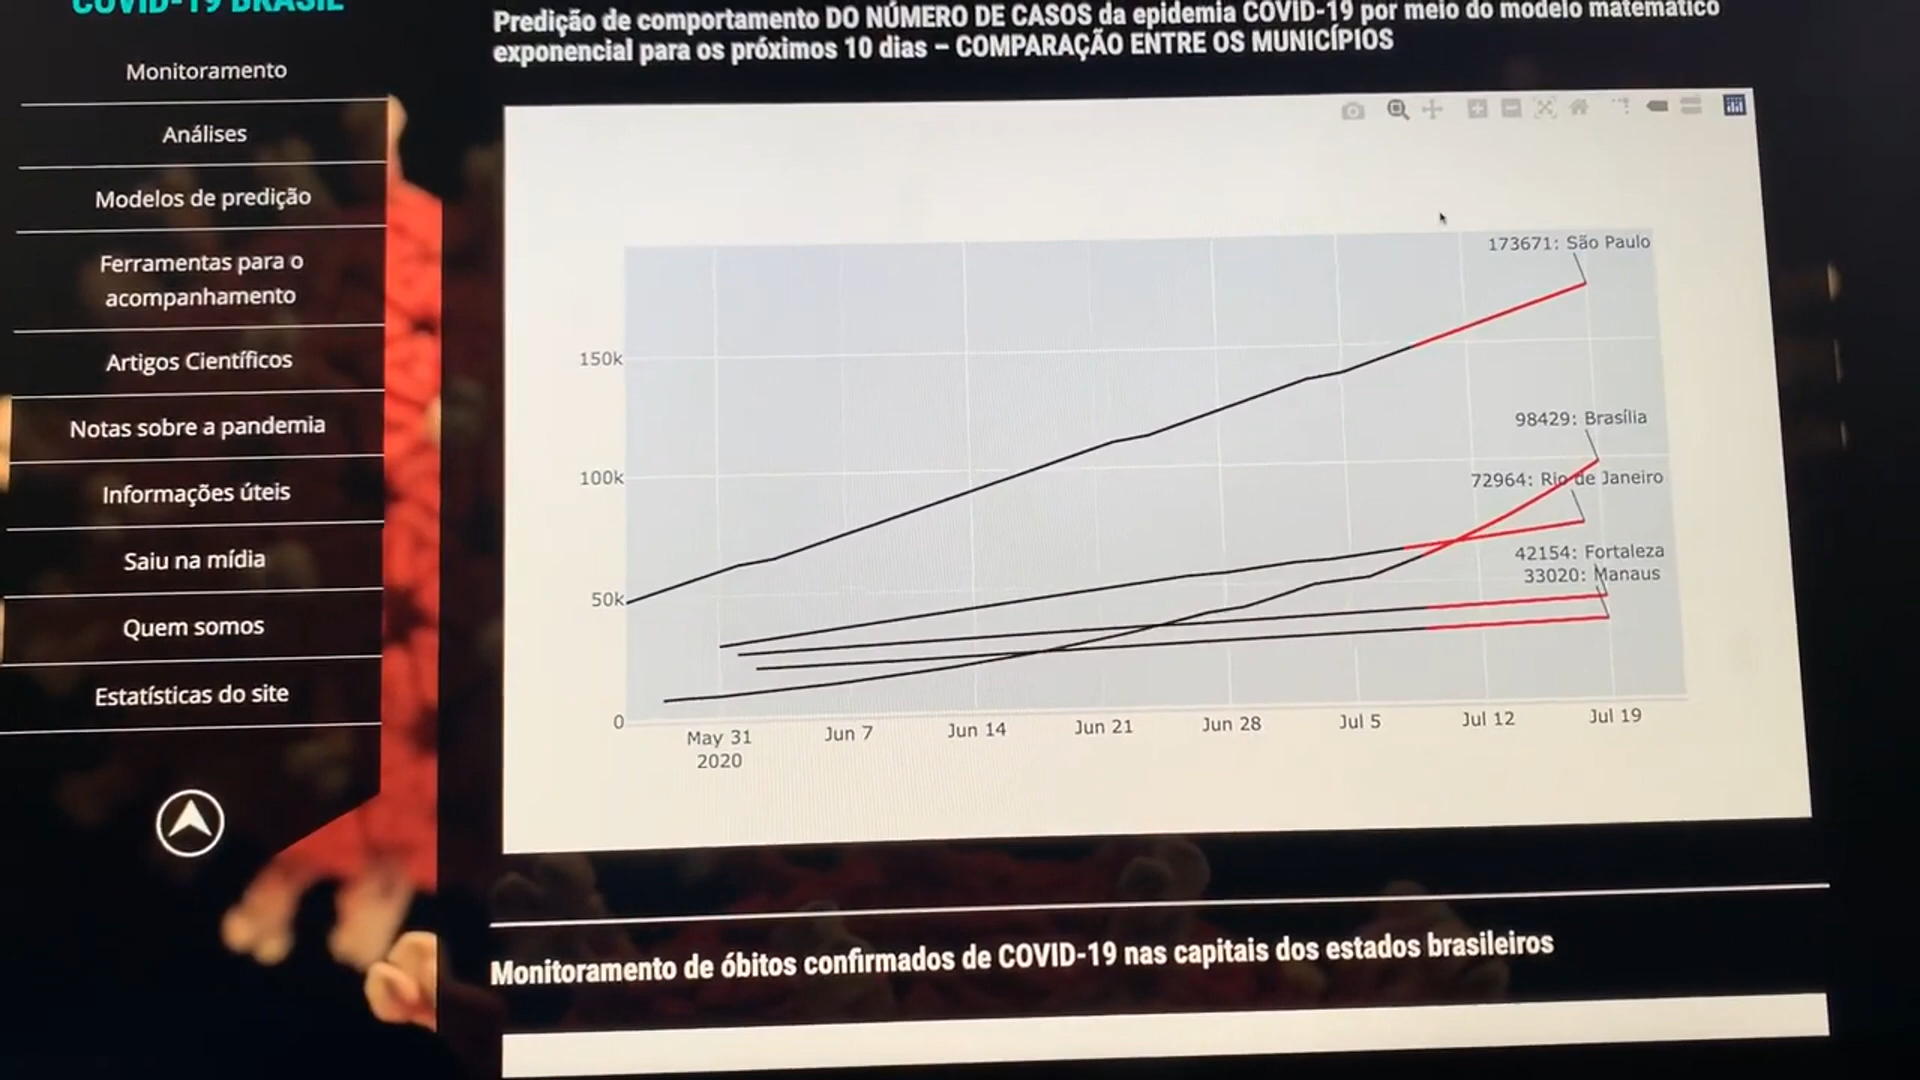 COVID-19 BRASIL
Monitoramento
Análises
Modelos de predição
Ferramentas para o
acompanhamento
Artigos Científicos
Notas sobre a pandemia
Informações úteis
Saiu na mídia
Quem somos
Estatísticas do site
Predição de comportamento DO NÚMERO DE CASOS da epidemia COVID-19 por meio do modelo matemático
exponencial para os próximos 10 dias – COMPARAÇÃO ENTRE OS MUNICÍPIOS
173671: São Paulo
150k
98429: Brasília
100k
72964: Rio de Janeiro
42154: Fortaleza
33020: Manaus
50k
0
May 31
2020
Jun 7
Jun 14
Jun 21
Jun 28
Jul 5
Jul 12
Jul 19
Monitoramento de óbitos confirmados de COVID-19 nas capitais dos estados brasileiros